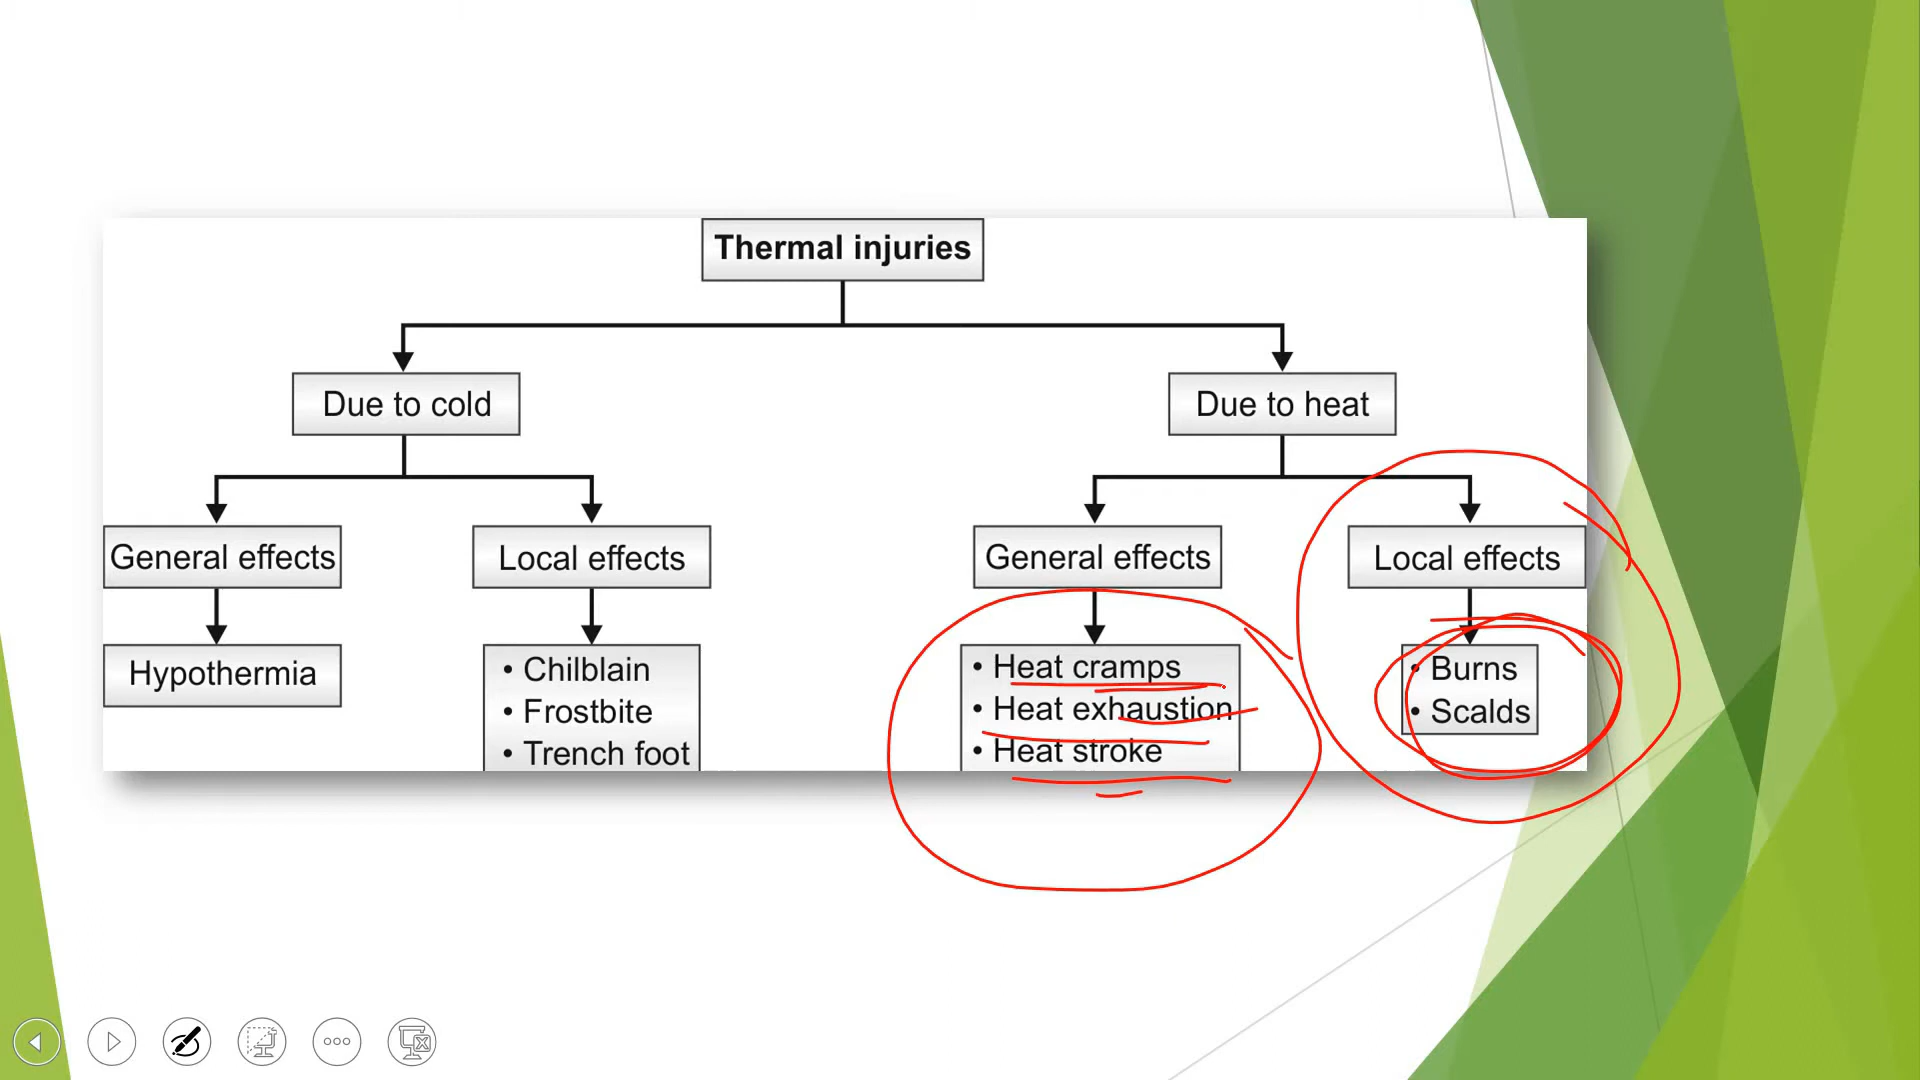 Thermal injuries
Due to cold
Due to heat
General effects
Local effects
General effects
Local effects
Hypothermia
• Chilblain
• Frostbite
• Trench foot
• Heat cramps
• Heat exhaustion
• Heat stroke
• Burns
• Scalds